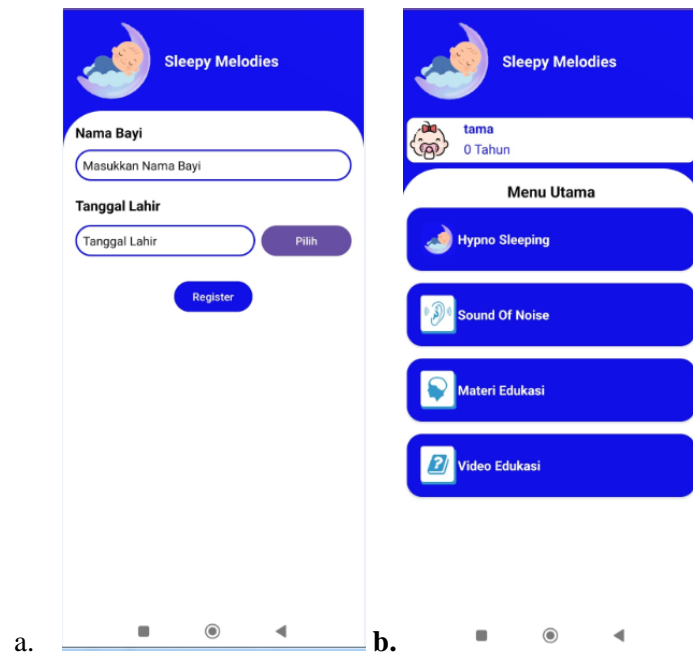 Sleepy Melodies
Nama Bayi
Masukkan Nama Bayi
Tanggal Lahir
Tanggal Lahir
Pilih
Register
a.
Sleepy Melodies
tama
0 Tahun
Menu Utama
Hypno Sleeping
Sound Of Noise
Materi Edukasi
Video Edukasi
b.